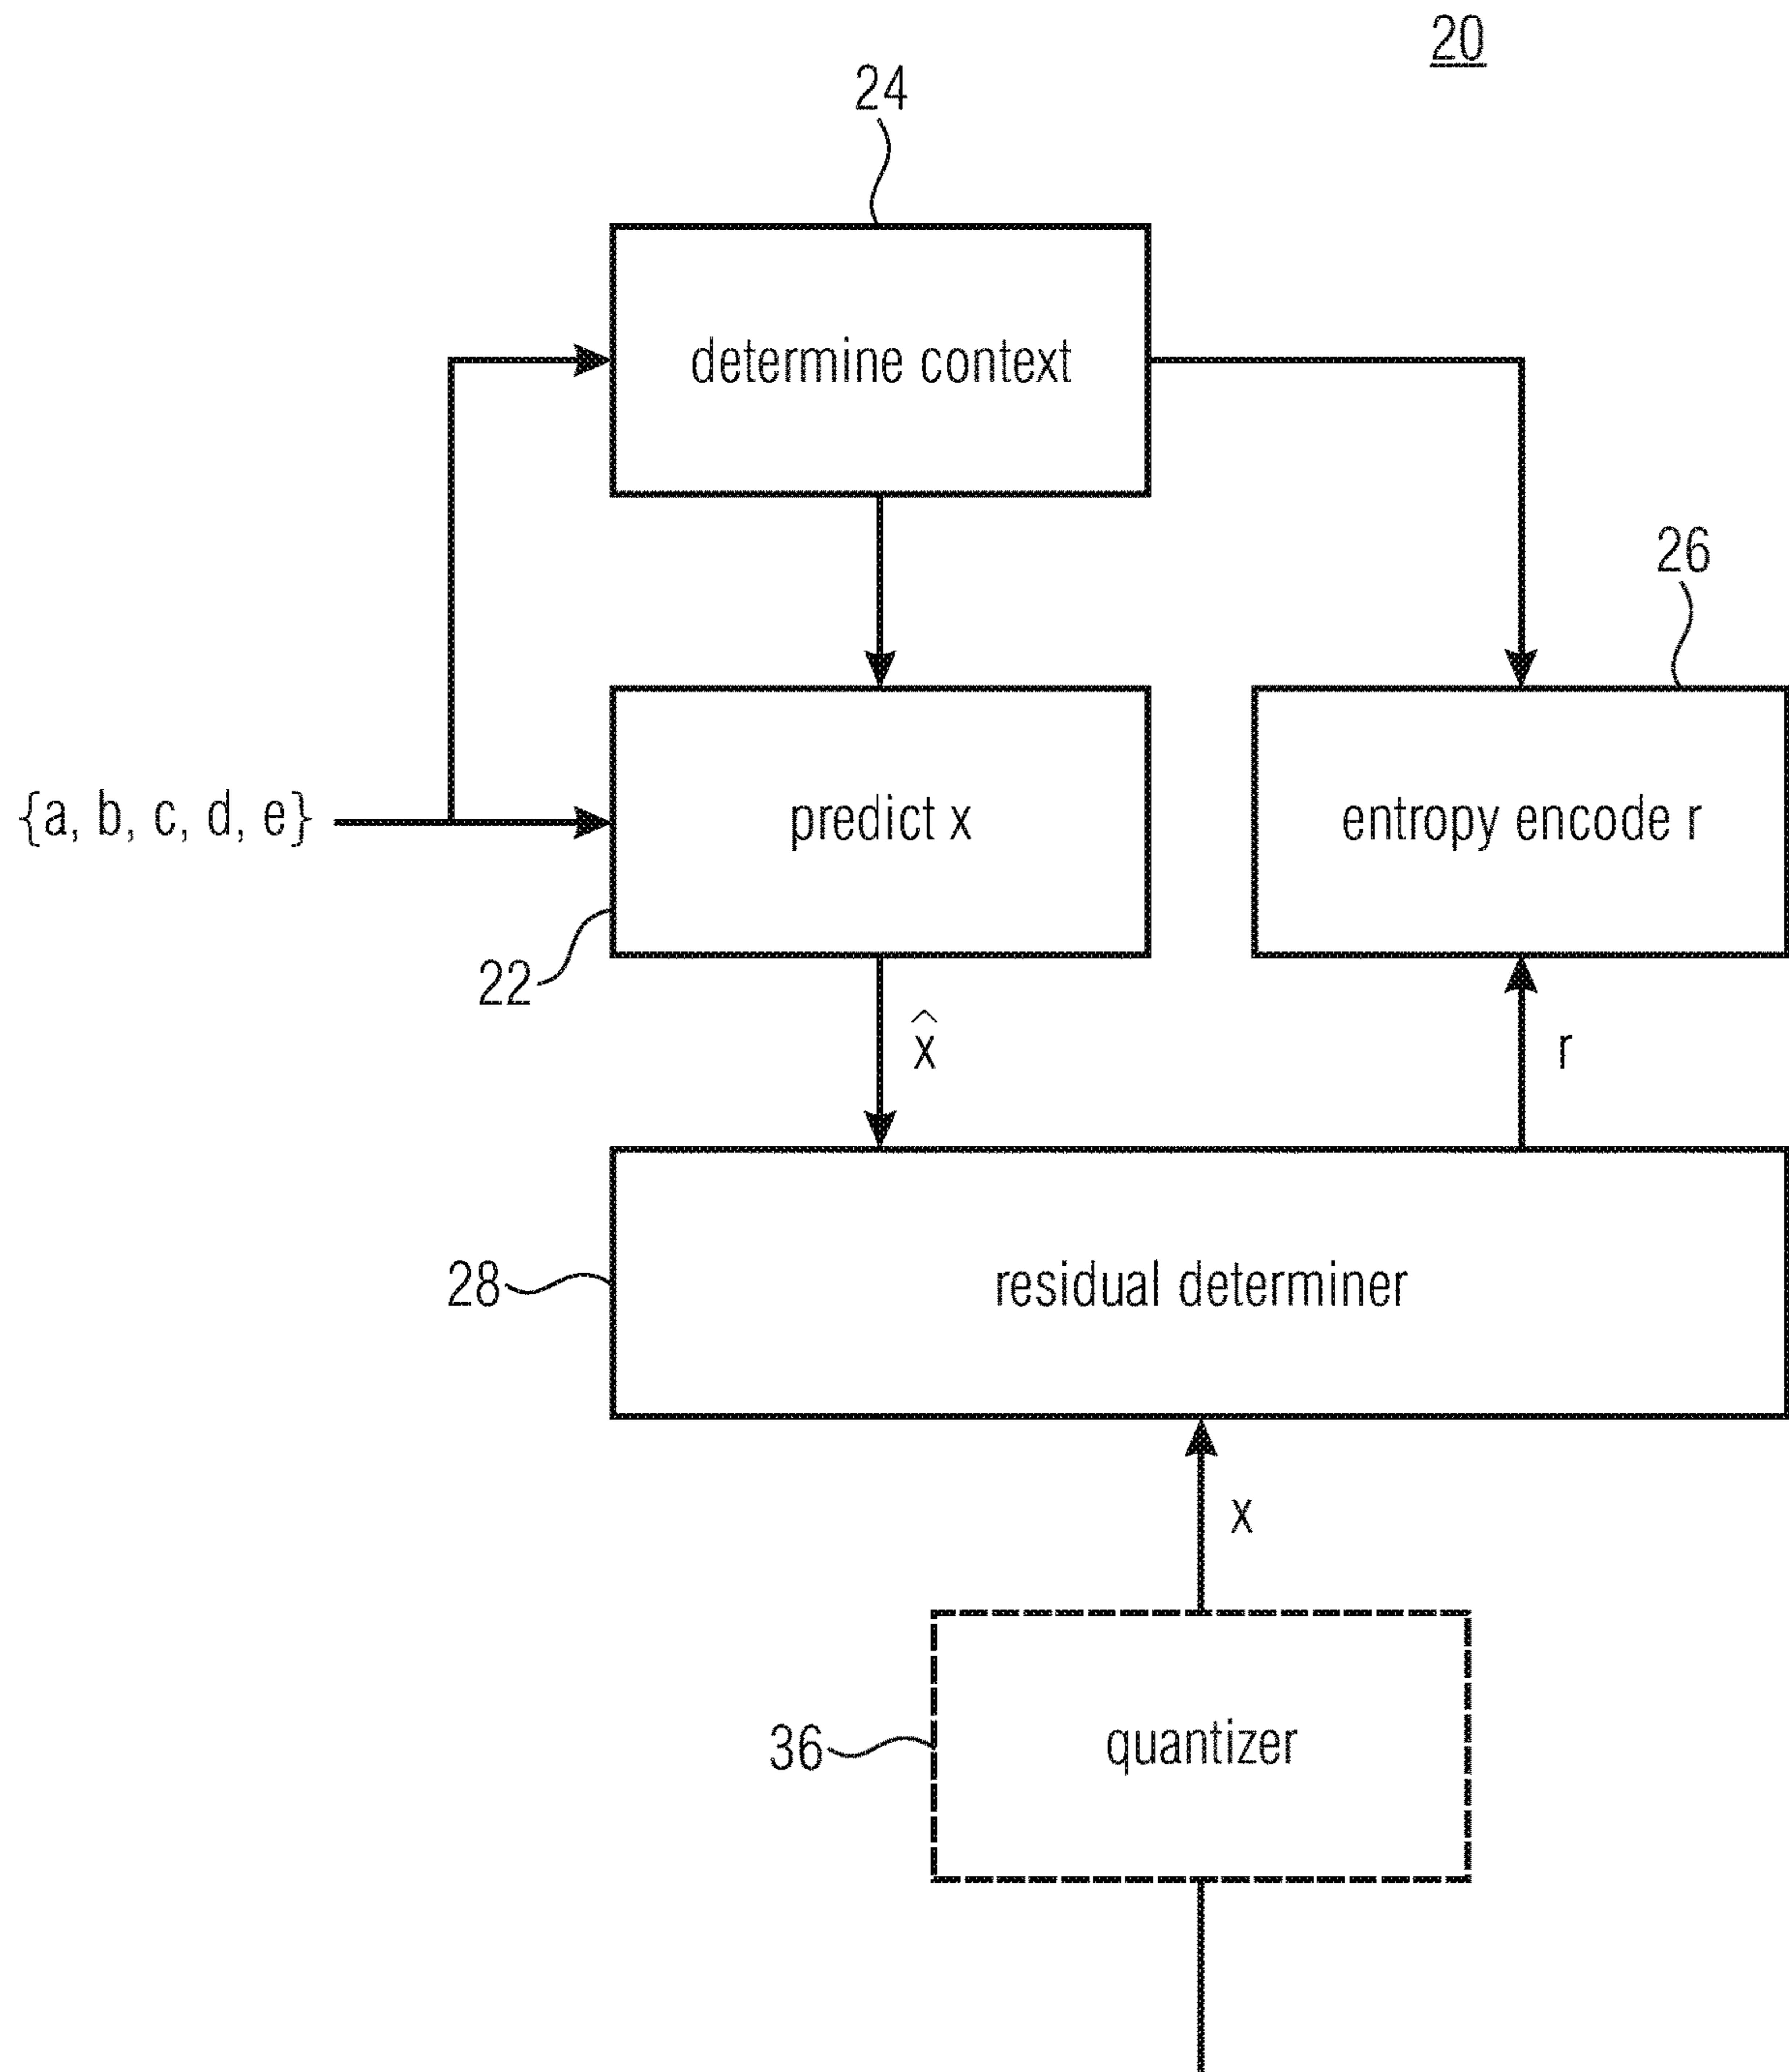 20
24
determine context
26
{a, b, c, d, e}
predict x
entropy encode r
22
x̂
r
28
residual determiner
x
36
quantizer